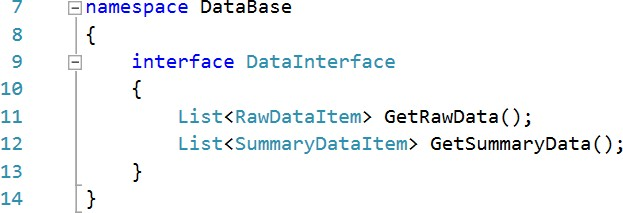 7 namespace DataBase
8 {
9 interface DataInterface
10 {
11 List<RawDataItem> GetRawData();
12 List<SummaryDataItem> GetSummaryData();
13 }
14 }